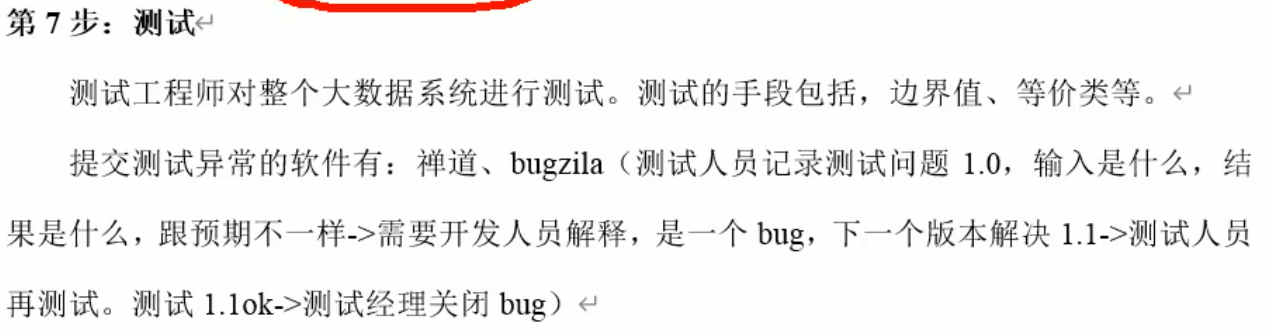 第 7 步：测试↵
测试工程师对整个大数据系统进行测试。测试的手段包括，边界值、等价类等。↵
提交测试异常的软件有：禅道、bugzila（测试人员记录测试问题 1.0，输入是什么，结
果是什么，跟预期不一样->需要开发人员解释，是一个 bug，下一个版本解决 1.1->测试人员
再测试。测试 1.1ok->测试经理关闭 bug）↵